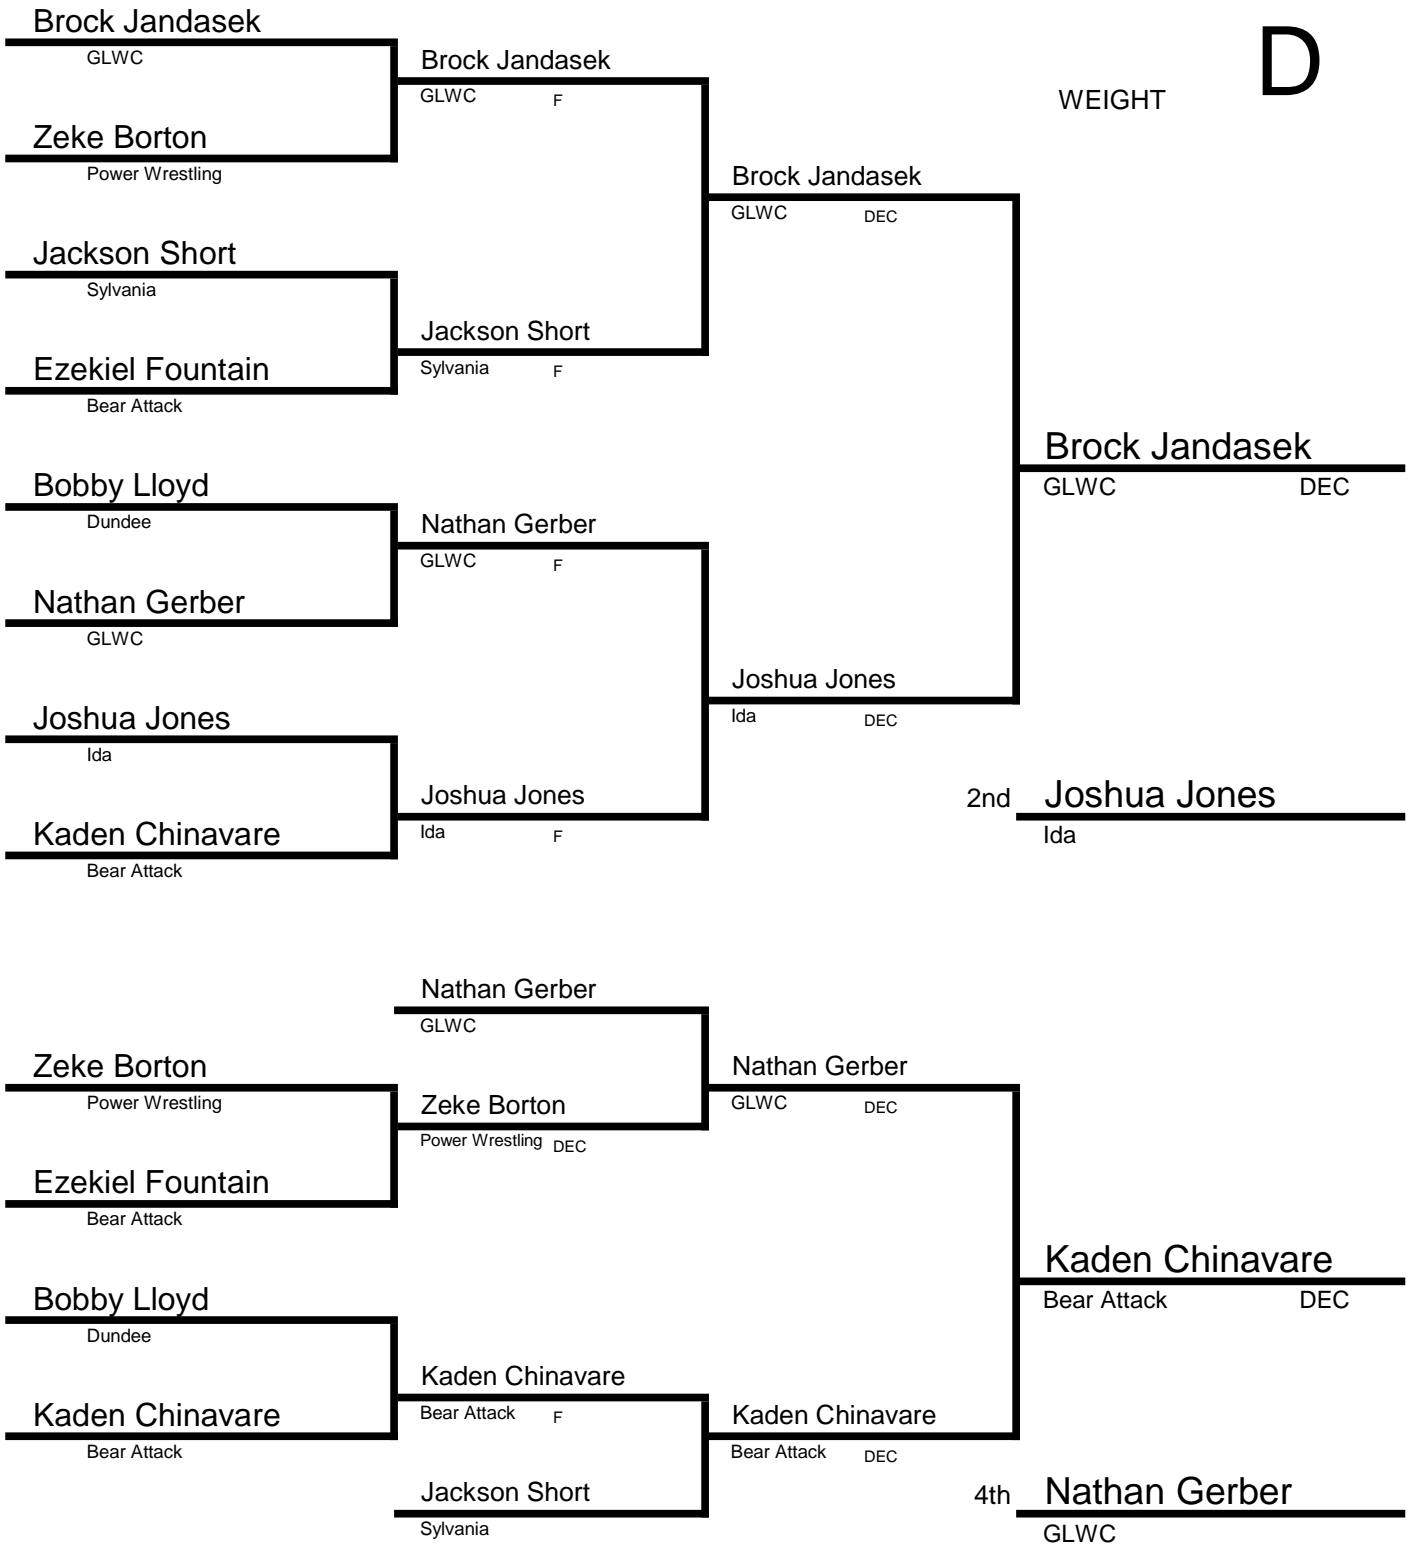 Brock Jandasek
GLWC
Brock Jandasek
GLWC F
D
WEIGHT
Zeke Borton
Power Wrestling
Brock Jandasek
GLWC DEC
Jackson Short
Sylvania
Jackson Short
Sylvania F
Ezekiel Fountain
Bear Attack
Brock Jandasek
GLWC DEC
Bobby Lloyd
Dundee
Nathan Gerber
GLWC F
Nathan Gerber
GLWC
Joshua Jones
Ida DEC
Joshua Jones
Ida
Joshua Jones
Ida F
2nd Joshua Jones
Ida
Kaden Chinavare
Bear Attack
Nathan Gerber
GLWC
Zeke Borton
Power Wrestling
Nathan Gerber
GLWC DEC
Zeke Borton
Power Wrestling DEC
Ezekiel Fountain
Bear Attack
Kaden Chinavare
Bear Attack DEC
Bobby Lloyd
Dundee
Kaden Chinavare
Bear Attack F
Kaden Chinavare
Bear Attack
Kaden Chinavare
Bear Attack DEC
Jackson Short
Sylvania
4th Nathan Gerber
GLWC